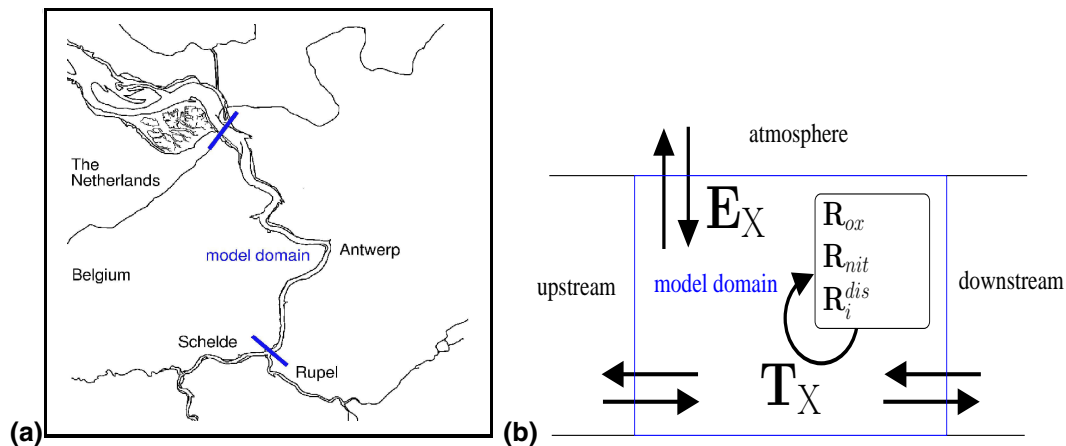 The
Netherlands
model domain
Antwerp
Belgium
Schelde
Rupel
(a)
atmosphere
E_X
R_ox
R_nit
R_i^dis
upstream
model domain
downstream
T_X
(b)